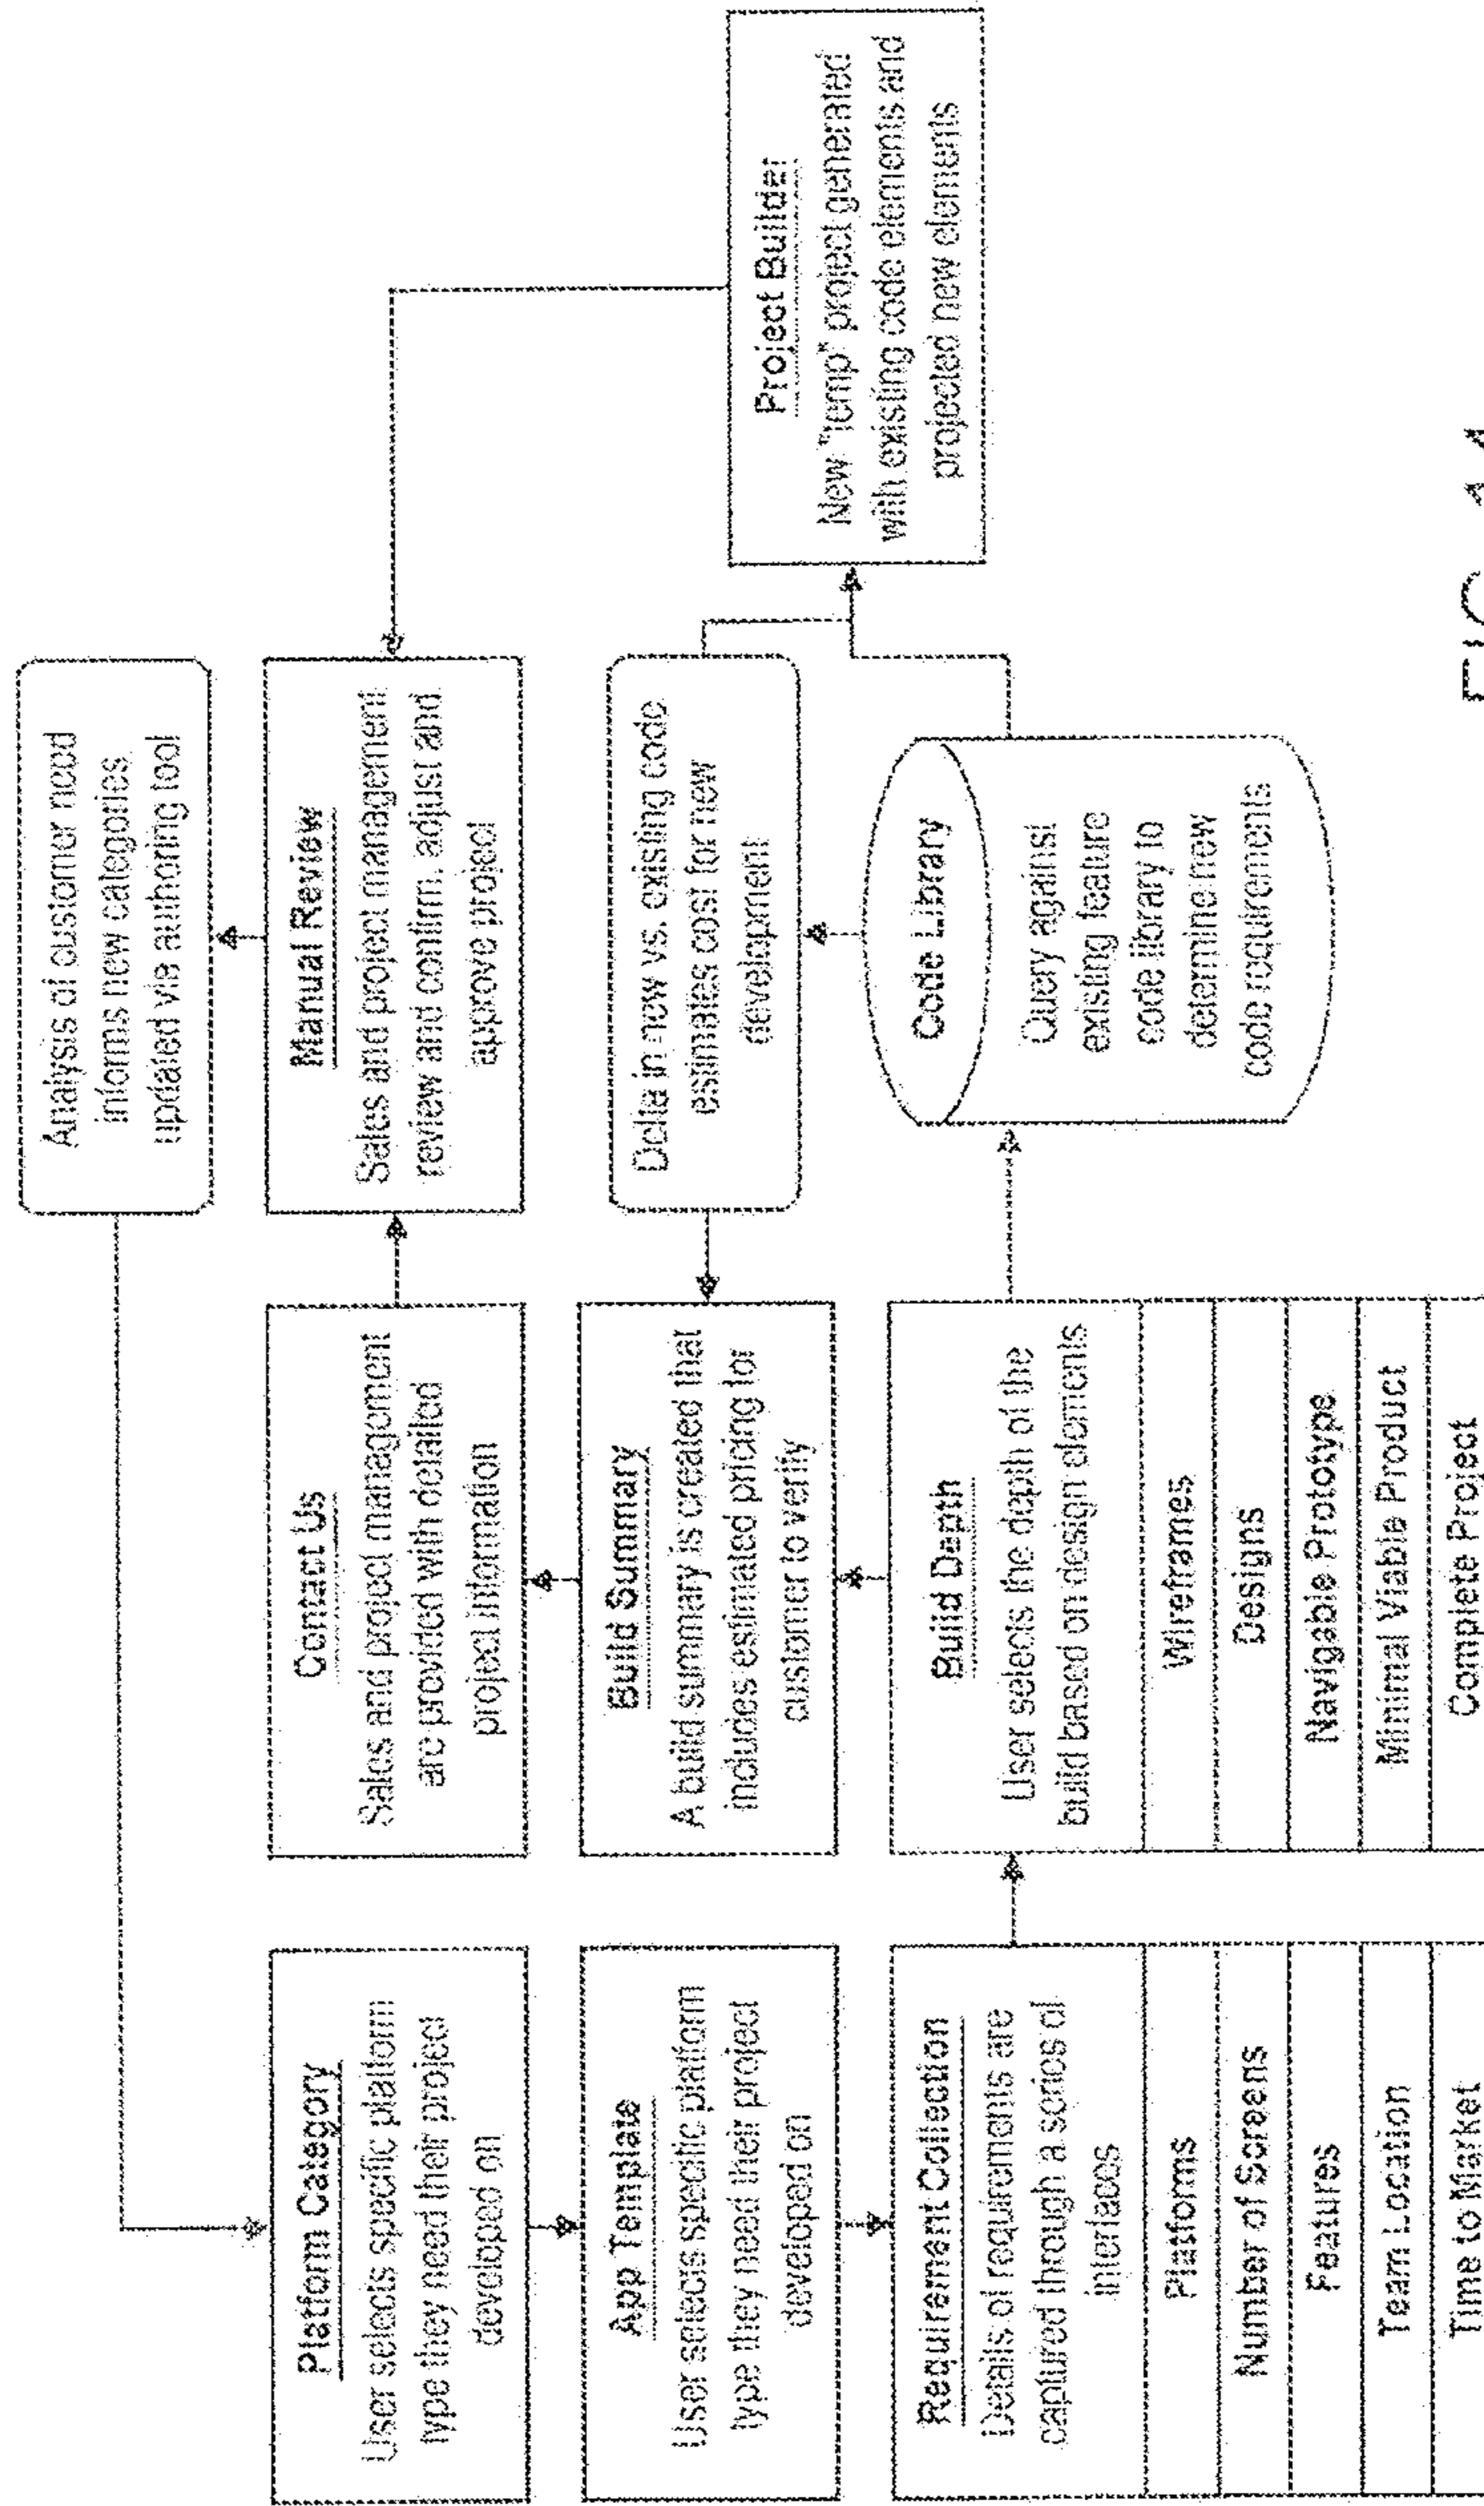 Platform Category
User selects specific platform
type they need their project
developed on
App Template
User selects specific platform
type they need their project
developed on
Requirement Collection
Details of requirements are
captured through a series of
interfaces
Platforms
Number of Screens
Features
Team Location
Time to Market
Contact Us
Sales and project management
are provided with detailed
project information
Build Summary
A build summary is created that
includes estimated pricing for
customer to verify
Build Depth
User selects the depth of the
build based on design elements
Wireframes
Designs
Navigable Prototype
Minimal Viable Product
Complete Project
Analysis of customer need
informs new categories
updated via authoring tool
Manual Review
Sales and project management
review and confirm, adjust and
approve project
Delta in new vs. existing code
estimates cost for new
development
Code Library
Query against
existing feature
code library to
determine new
code requirements
Project Builder
New "temp" project generated
with existing code elements and
projected new elements